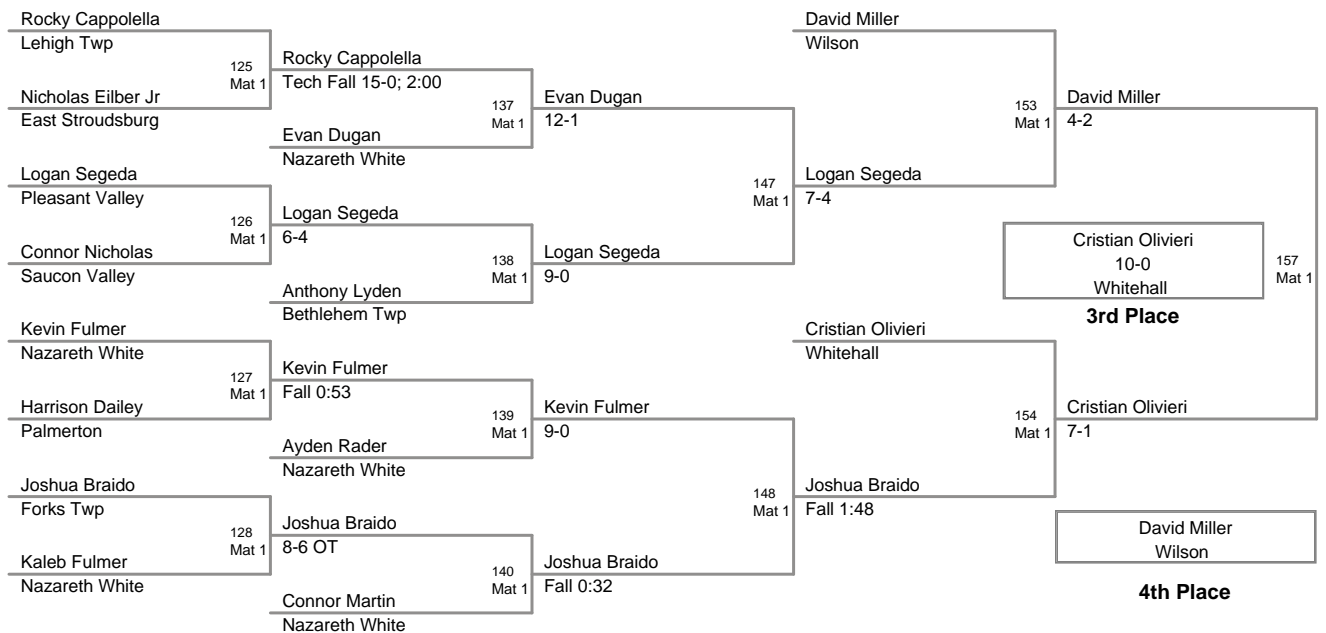 Rocky Cappolella
Lehigh Twp
125
Mat 1
Nicholas Eilber Jr
East Stroudsburg
Logan Segeda
Pleasant Valley
126
Mat 1
Connor Nicholas
Saucon Valley
Kevin Fulmer
Nazareth White
127
Mat 1
Harrison Dailey
Palmerton
Joshua Braido
Forks Twp
128
Mat 1
Kaleb Fulmer
Nazareth White
Rocky Cappolella
Tech Fall 15-0; 2:00
137
Mat 1
Evan Dugan
Nazareth White
Logan Segeda
6-4
138
Mat 1
Anthony Lyden
Bethlehem Twp
Kevin Fulmer
Fall 0:53
139
Mat 1
Ayden Rader
Nazareth White
Joshua Braido
8-6 OT
140
Mat 1
Connor Martin
Nazareth White
Evan Dugan
12-1
147
Mat 1
Logan Segeda
9-0
Kevin Fulmer
9-0
148
Mat 1
Joshua Braido
Fall 0:32
David Miller
Wilson
153
Mat 1
Logan Segeda
7-4
Cristian Olivieri
Whitehall
154
Mat 1
Joshua Braido
Fall 1:48
David Miller
4-2
157
Mat 1
Cristian Olivieri
7-1
Cristian Olivieri
10-0
Whitehall
3rd Place
David Miller
Wilson
4th Place